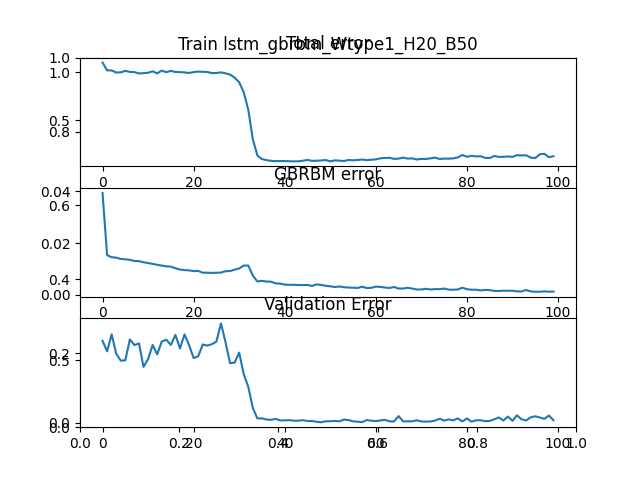 Train lstm_gbrbm_Wtype1_H20_B50
Total error
1.0
1.0
0.5
0.8
0 20 40 60 80 100
GBRBM error
0.04
0.6
0.02
0.4
0.00
0 20 40 60 80 100
Validation Error
0.2
0.5
0.0
0.0
0.0 0 0.2 20 0.4 40 0.6 60 80 0.8 100 1.0